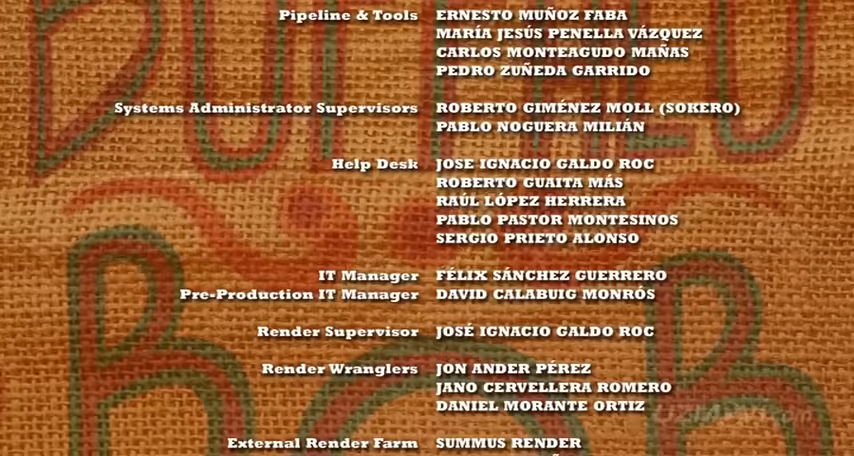 BUFFALO
Pipeline & Tools ERNESTO MUÑOZ FABA
MARÍA JESÚS PENELLA VÁZQUEZ
CARLOS MONTEAGUDO MAÑAS
PEDRO ZUÑEDA GARRIDO
Systems Administrator Supervisors ROBERTO GIMÉNEZ MOLL (SOKERO)
PABLO NOGUERA MILIÁN
Help Desk JOSE IGNACIO GALDO ROC
ROBERTO GUAITA MÁS
RAÚL LÓPEZ HERRERA
PABLO PASTOR MONTESINOS
SERGIO PRIETO ALONSO
IT Manager FÉLIX SÁNCHEZ GUERRERO
Pre-Production IT Manager DAVID CALABUIG MONRÓS
Render Supervisor JOSÉ IGNACIO GALDO ROC
Render Wranglers JON ANDER PÉREZ
JANO CERVELLERA ROMERO
DANIEL MORANTE ORTIZ
External Render Farm SUMMUS RENDER
BOB